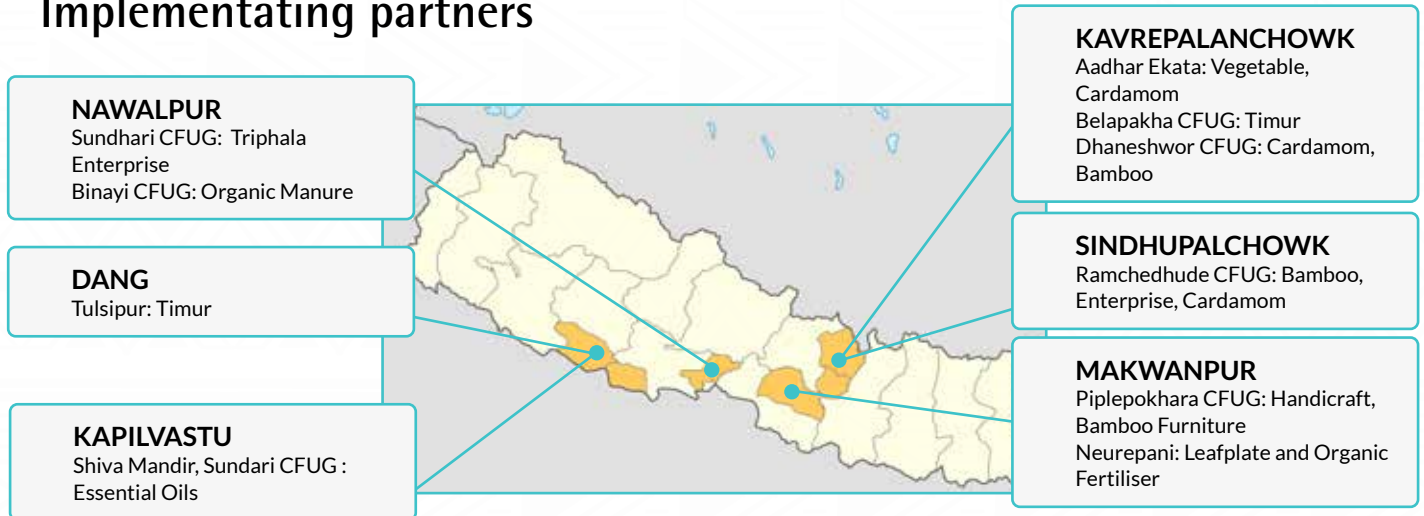 Implementating partners
NAWALPUR
Sundhari CFUG: Triphala
Enterprise
Binayi CFUG: Organic Manure
DANG
Tulsipur: Timur
KAPILVASTU
Shiva Mandir, Sundari CFUG :
Essential Oils
KAVREPALANCHOWK
Aadhar Ekata: Vegetable,
Cardamom
Belapakha CFUG: Timur
Dhaneshwor CFUG: Cardamom,
Bamboo
SINDHUPALCHOWK
Ramchedhude CFUG: Bamboo,
Enterprise, Cardamom
MAKWANPUR
Piplepokhara CFUG: Handicraft,
Bamboo Furniture
Neurepani: Leafplate and Organic
Fertiliser